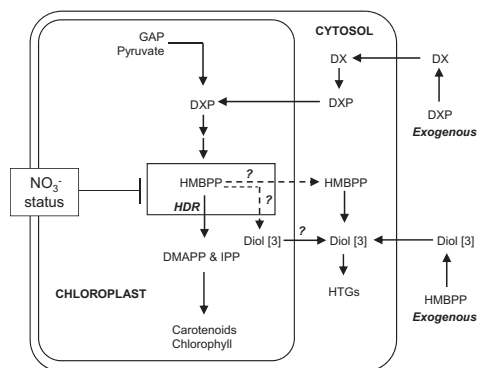 GAP
Pyruvate
CYTOSOL
DX
DX
DXP
DXP
DXP
Exogenous
NO₃⁻
status
HMBPP
?
HMBPP
?
HDR
Diol [3]
?
Diol [3]
Diol [3]
DMAPP & IPP
HTGs
HMBPP
Exogenous
CHLOROPLAST
Carotenoids
Chlorophyll